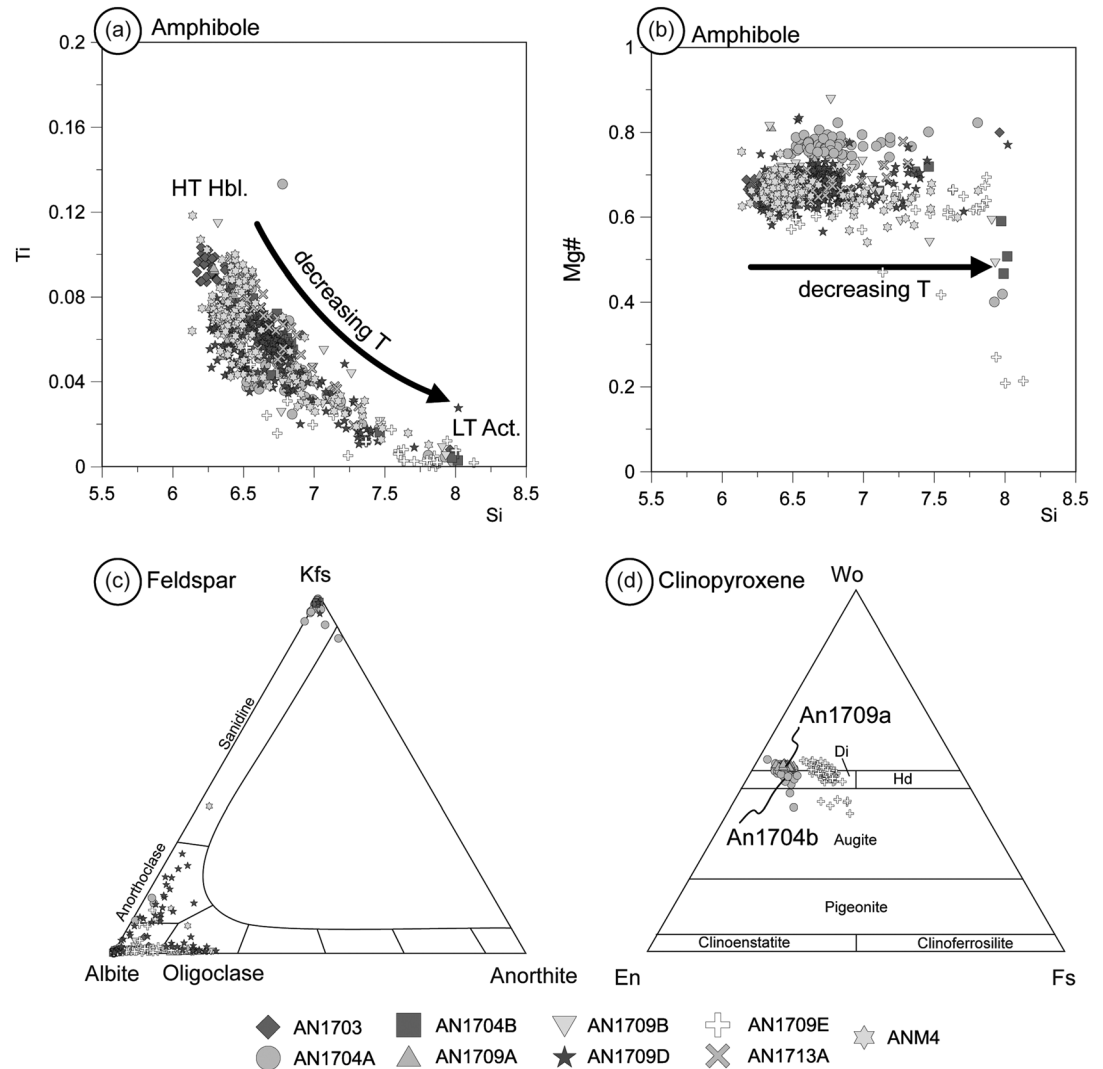 (a) Amphibole
0.2
0.16
0.12
0.08
0.04
0
Ti
HT Hbl.
decreasing T
LT Act.
5.5 6 6.5 7 7.5 8 8.5
Si
(b) Amphibole
1
0.8
0.6
0.4
0.2
0
Mg#
decreasing T
5.5 6 6.5 7 7.5 8 8.5
Si
(c) Feldspar
Kfs
Sanidine
Anorthoclase
Albite Oligoclase Anorthite
(d) Clinopyroxene
Wo
An1709a
Di
Hd
An1704b
Augite
Pigeonite
Clinoenstatite Clinoferrosilite
En Fs
AN1703 AN1704B AN1709B AN1709E ANM4
AN1704A AN1709A AN1709D AN1713A